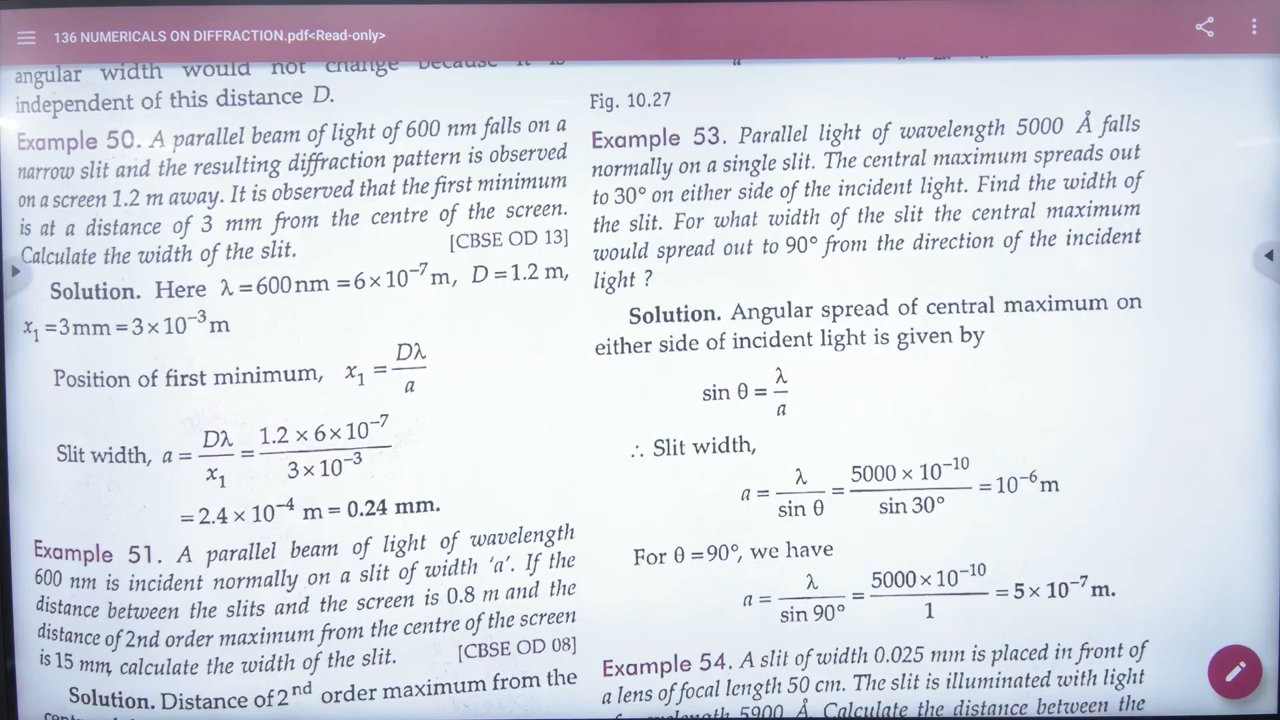 136 NUMERICALS ON DIFFRACTION.pdf<Read-only>
angular width would not change because it is
independent of this distance D.
Example 50. A parallel beam of light of 600 nm falls on a
narrow slit and the resulting diffraction pattern is observed
on a screen 1.2 m away. It is observed that the first minimum
is at a distance of 3 mm from the centre of the screen.
Calculate the width of the slit. [CBSE OD 13]
Solution. Here λ = 600 nm = 6×10⁻⁷ m, D = 1.2 m,
x₁ = 3 mm = 3×10⁻³ m
Position of first minimum, x₁ = Dλ / a
Slit width, a = Dλ / x₁ = 1.2 × 6×10⁻⁷ / 3×10⁻³
= 2.4 × 10⁻⁴ m = 0.24 mm.
Example 51. A parallel beam of light of wavelength
600 nm is incident normally on a slit of width ‘a’. If the
distance between the slits and the screen is 0.8 m and the
distance of 2nd order maximum from the centre of the screen
is 15 mm, calculate the width of the slit. [CBSE OD 08]
Solution. Distance of 2nd order maximum from the
Fig. 10.27
Example 53. Parallel light of wavelength 5000 Å falls
normally on a single slit. The central maximum spreads out
to 30° on either side of the incident light. Find the width of
the slit. For what width of the slit the central maximum
would spread out to 90° from the direction of the incident
light ?
Solution. Angular spread of central maximum on
either side of incident light is given by
sin θ = λ / a
∴ Slit width,
a = λ / sin θ = 5000 × 10⁻¹⁰ / sin 30° = 10⁻⁶ m
For θ = 90°, we have
a = λ / sin 90° = 5000 × 10⁻¹⁰ / 1 = 5 × 10⁻⁷ m.
Example 54. A slit of width 0.025 mm is placed in front of
a lens of focal length 50 cm. The slit is illuminated with light
5900 Å. Calculate the distance between the